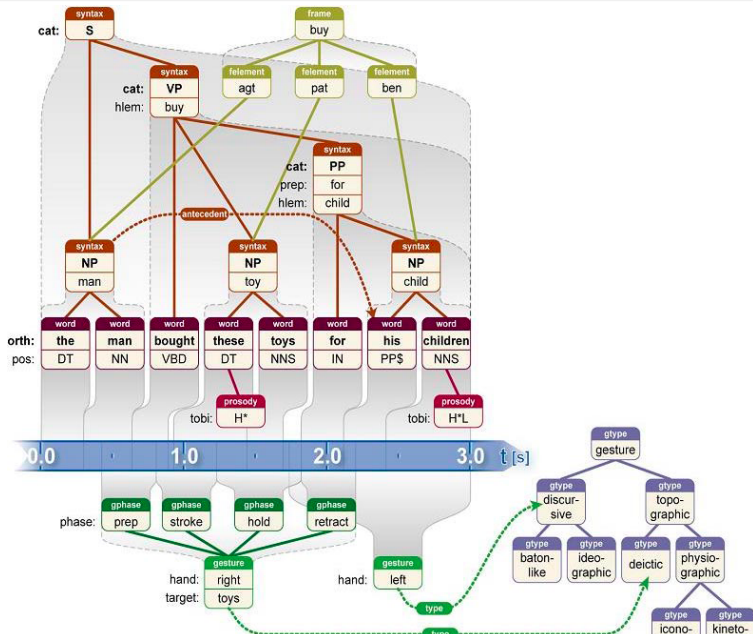 syntax
cat: S
frame
buy
syntax
cat: VP
hlem: buy
felement
agt
felement
pat
felement
ben
syntax
cat: PP
prep: for
hlem: child
antecedent
syntax
NP
man
syntax
NP
toy
syntax
NP
child
word word word word word word word word
orth: the man bought these toys for his children
pos: DT NN VBD DT NNS IN PP$ NNS
prosody
tobi: H*
prosody
tobi: H*L
0.0 1.0 2.0 3.0 t [s]
gphase gphase gphase gphase
phase: prep stroke hold retract
gesture
hand: right
target: toys
gesture
hand: left
type
type
gtype
gesture
gtype
discur-
sive
gtype
topo-
graphic
gtype
baton-
like
gtype
ideo-
graphic
gtype
deictic
gtype
physio-
graphic
gtype
icono-
gtype
kineto-